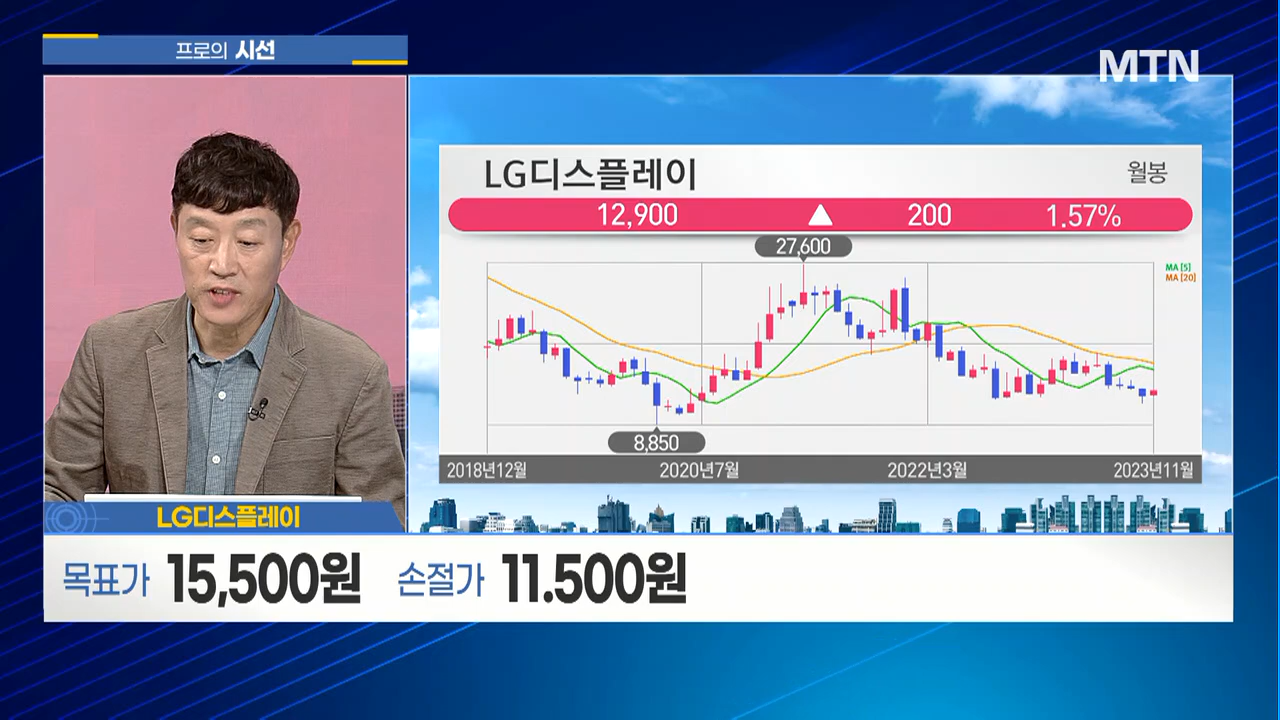 프로의 시선
MTN
LG디스플레이
월봉
12,900 ▲ 200 1.57%
27,600
MA [5]
MA [20]
8,850
2018년12월 2020년7월 2022년3월 2023년11월
LG디스플레이
목표가 15,500원 손절가 11.500원